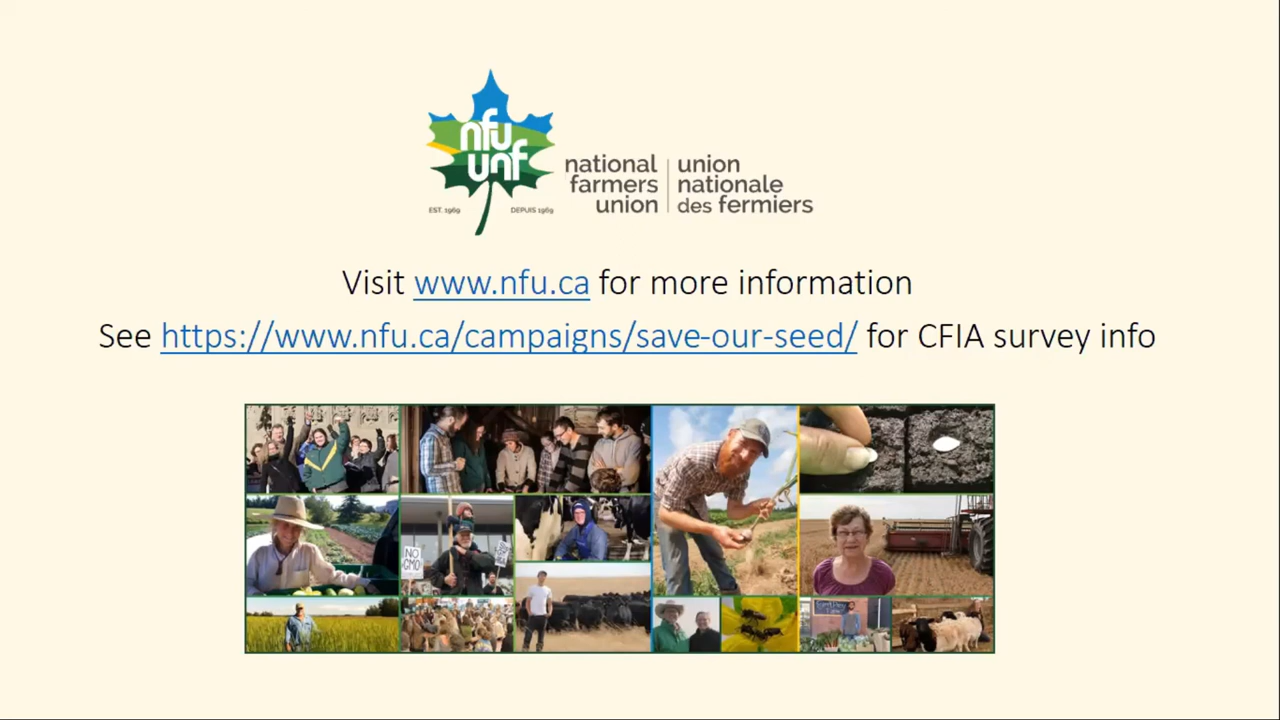 nfu
unf
EST. 1969
DEPUIS 1969
national
farmers
union
union
nationale
des fermiers
Visit www.nfu.ca for more information
See https://www.nfu.ca/campaigns/save-our-seed/ for CFIA survey info
NO
GMO